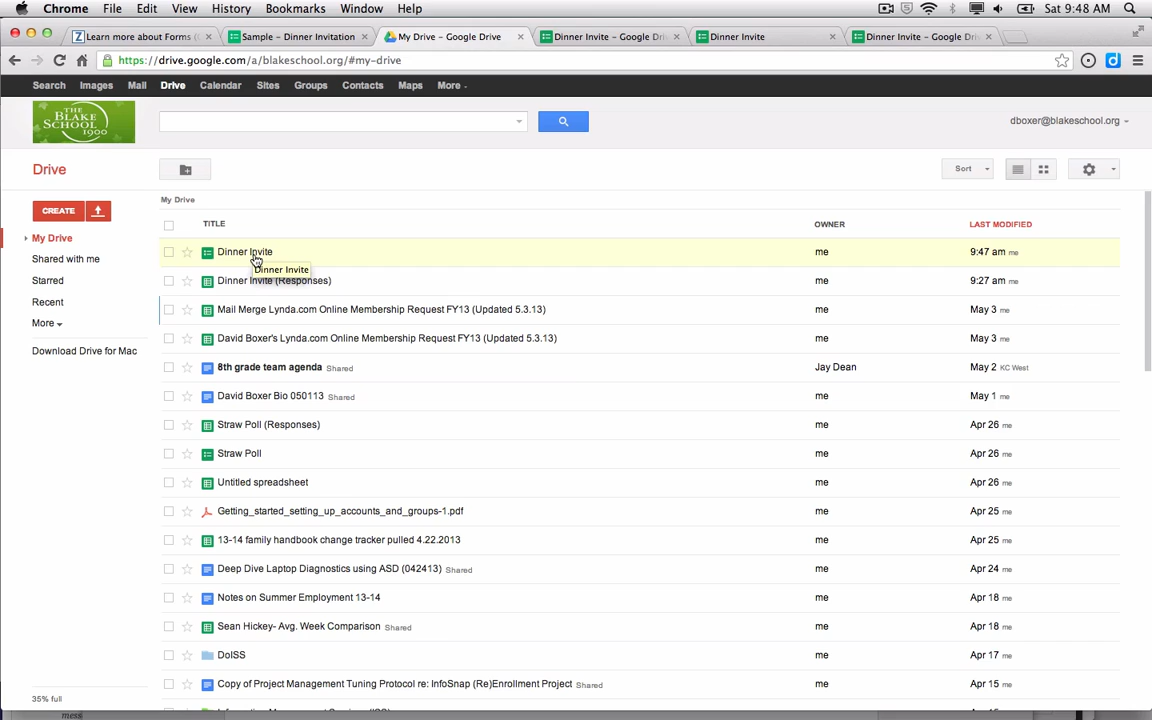 Chrome File Edit View History Bookmarks Window Help Sat 9:48 AM
Learn more about Forms ( Sample – Dinner Invitation My Drive – Google Drive Dinner Invite – Google Dri Dinner Invite Dinner Invite – Google Dri
https://drive.google.com/a/blakeschool.org/#my-drive
Search Images Mail Drive Calendar Sites Groups Contacts Maps More
THE
BLAKE
SCHOOL
1900
dboxer@blakeschool.org
Drive Sort
My Drive
CREATE TITLE OWNER LAST MODIFIED
My Drive
Dinner Invite me 9:47 am me
Shared with me
Dinner Invite
Starred Dinner Invite (Responses) me 9:27 am me
Recent Mail Merge Lynda.com Online Membership Request FY13 (Updated 5.3.13) me May 3 me
More
David Boxer's Lynda.com Online Membership Request FY13 (Updated 5.3.13) me May 3 me
Download Drive for Mac
8th grade team agenda Shared Jay Dean May 2 KC West
David Boxer Bio 050113 Shared me May 1 me
Straw Poll (Responses) me Apr 26 me
Straw Poll me Apr 26 me
Untitled spreadsheet me Apr 26 me
Getting_started_setting_up_accounts_and_groups-1.pdf me Apr 25 me
13-14 family handbook change tracker pulled 4.22.2013 me Apr 25 me
Deep Dive Laptop Diagnostics using ASD (042413) Shared me Apr 24 me
Notes on Summer Employment 13-14 me Apr 18 me
Sean Hickey- Avg. Week Comparison Shared me Apr 18 me
DoISS me Apr 17 me
Copy of Project Management Tuning Protocol re: InfoSnap (Re)Enrollment Project Shared me Apr 15 me
35% full
mess